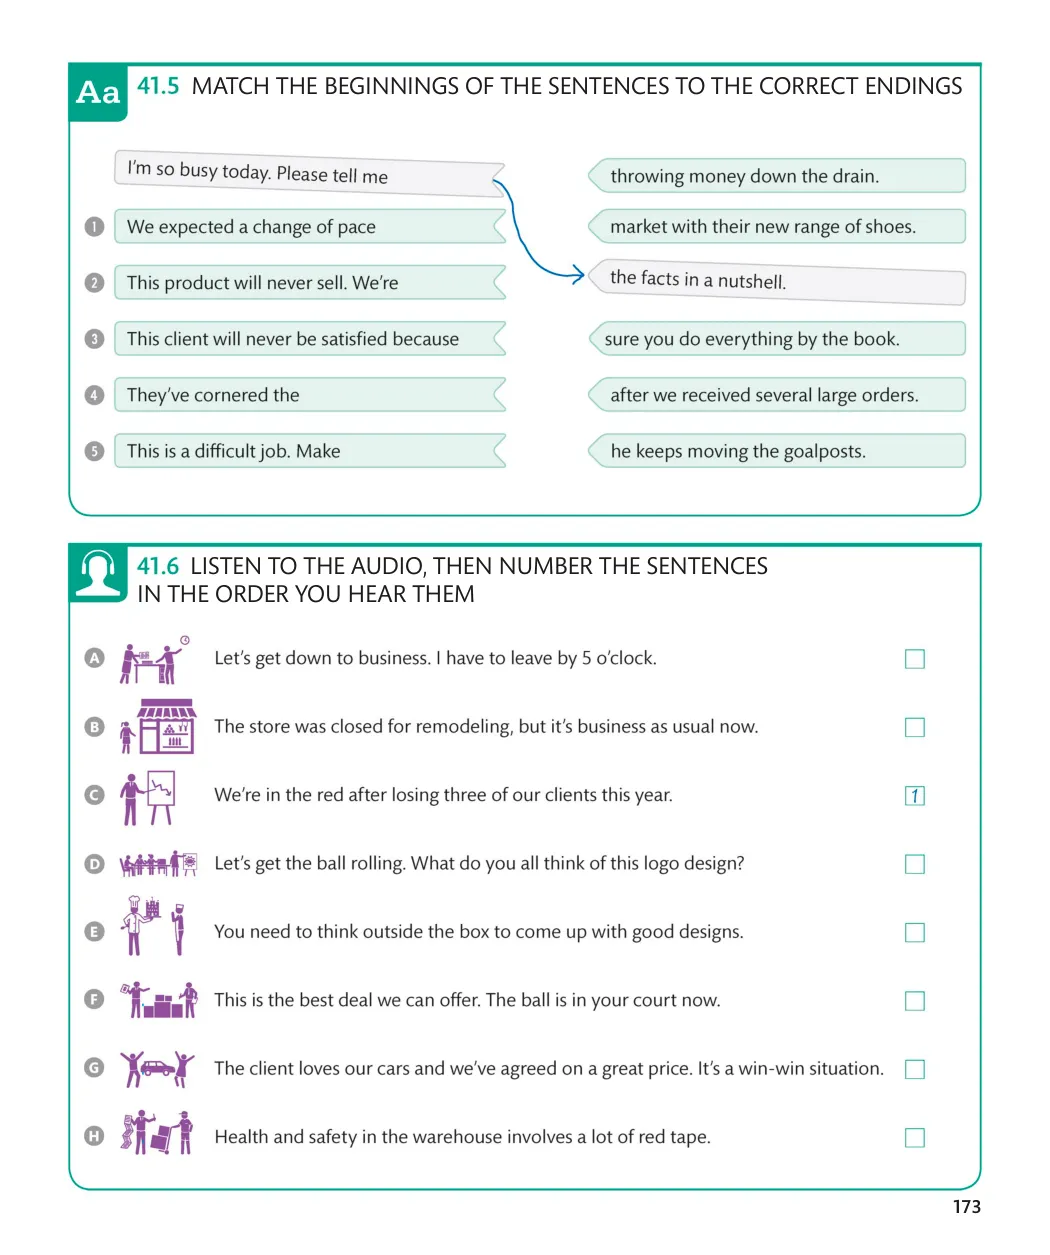 Aa 41.5 MATCH THE BEGINNINGS OF THE SENTENCES TO THE CORRECT ENDINGS
I'm so busy today. Please tell me
throwing money down the drain.
1 We expected a change of pace
market with their new range of shoes.
2 This product will never sell. We're
the facts in a nutshell.
3 This client will never be satisfied because
sure you do everything by the book.
4 They've cornered the
after we received several large orders.
5 This is a difficult job. Make
he keeps moving the goalposts.
41.6 LISTEN TO THE AUDIO, THEN NUMBER THE SENTENCES
IN THE ORDER YOU HEAR THEM
A Let's get down to business. I have to leave by 5 o'clock.
B The store was closed for remodeling, but it's business as usual now.
C We're in the red after losing three of our clients this year. 1
D Let's get the ball rolling. What do you all think of this logo design?
E You need to think outside the box to come up with good designs.
F This is the best deal we can offer. The ball is in your court now.
G The client loves our cars and we've agreed on a great price. It's a win-win situation.
H Health and safety in the warehouse involves a lot of red tape.
173